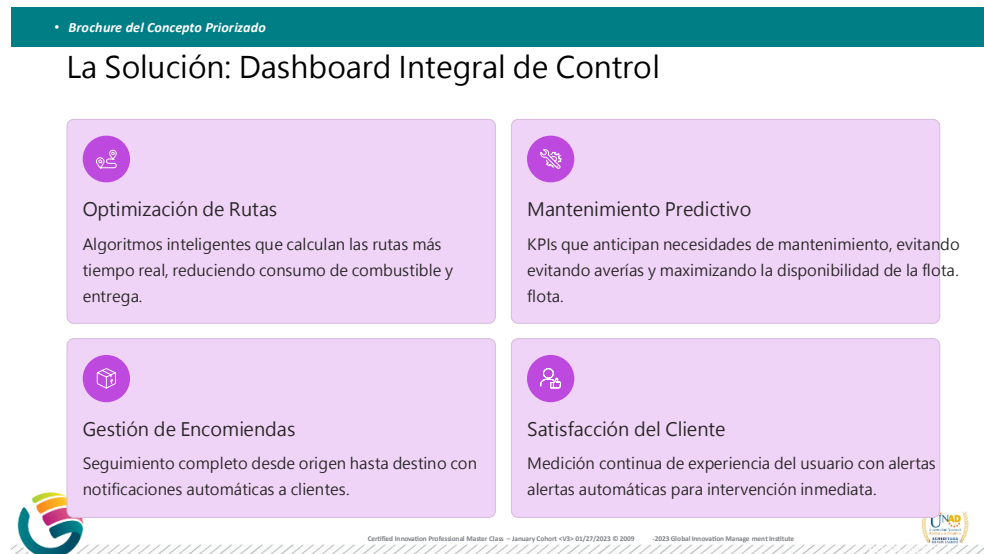 • Brochure del Concepto Priorizado
La Solución: Dashboard Integral de Control
Optimización de Rutas
Algoritmos inteligentes que calculan las rutas más
tiempo real, reduciendo consumo de combustible y
entrega.
Mantenimiento Predictivo
KPIs que anticipan necesidades de mantenimiento, evitando
evitando averías y maximizando la disponibilidad de la flota.
flota.
Gestión de Encomiendas
Seguimiento completo desde origen hasta destino con
notificaciones automáticas a clientes.
Satisfacción del Cliente
Medición continua de experiencia del usuario con alertas
alertas automáticas para intervención inmediata.
Certified Innovation Professional Master Class – January Cohort <V3> 01/27/2023 © 2009 -2023 Global Innovation Manage ment Institute
UNAD